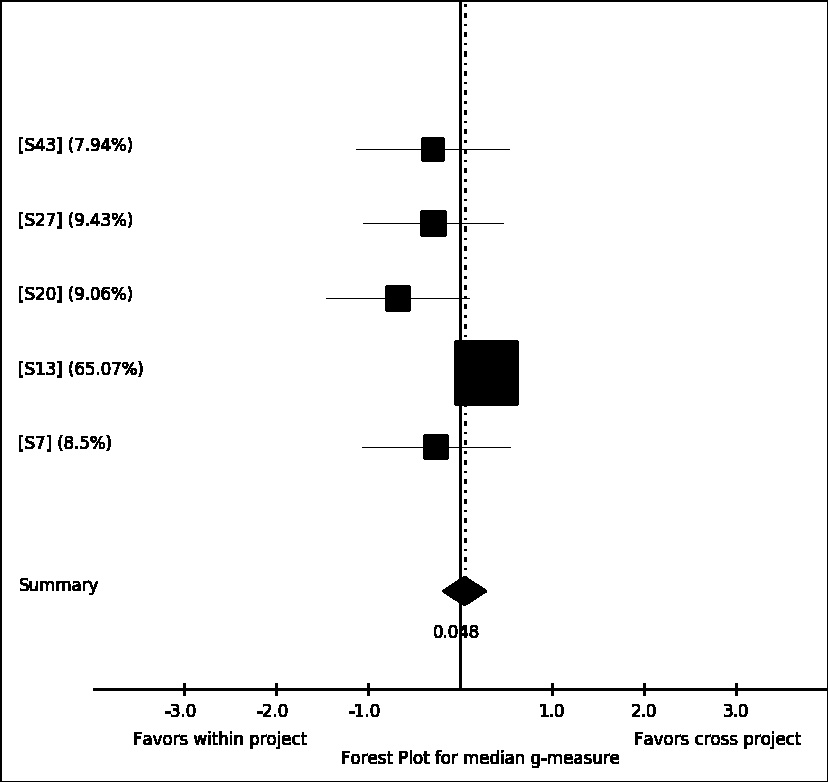 [S43] (7.94%)
[S27] (9.43%)
[S20] (9.06%)
[S13] (65.07%)
[S7] (8.5%)
Summary
0.048
-3.0 -2.0 -1.0 1.0 2.0 3.0
Favors within project Favors cross project
Forest Plot for median g-measure